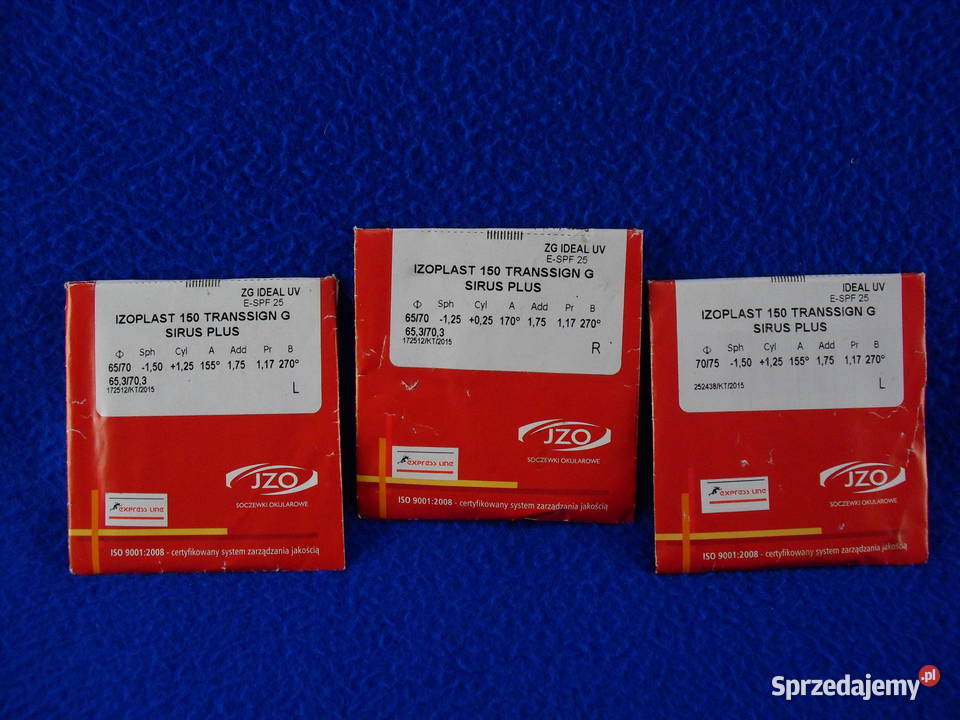 ZG IDEAL UV
E-SPF 25
IZOPLAST 150 TRANSSIGN G
SIRUS PLUS
Φ Sph Cyl A Add Pr B
65/70 -1,50 +1,25 155° 1,75 1,17 270°
65,3/70,3
172512/KT/2015
L
JZO
SOCZEWKI OKULAROWE
express line
ISO 9001:2008 - certyfikowany system zarządzania jakością
ZG IDEAL UV
E-SPF 25
IZOPLAST 150 TRANSSIGN G
SIRUS PLUS
Φ Sph Cyl A Add Pr B
65/70 -1,25 +0,25 170° 1,75 1,17 270°
65,3/70,3
172512/KT/2015
R
JZO
SOCZEWKI OKULAROWE
express line
ISO 9001:2008 - certyfikowany system zarządzania jakością
IDEAL UV
E-SPF 25
IZOPLAST 150 TRANSSIGN G
SIRUS PLUS
Φ Sph Cyl A Add Pr B
70/75 -1,50 +1,25 155° 1,75 1,17 270°
252438/KT/2015
L
JZO
SOCZEWKI OKULAROWE
express line
ISO 9001:2008 - certyfikowany system zarządzania jakością
Sprzedajemy.pl